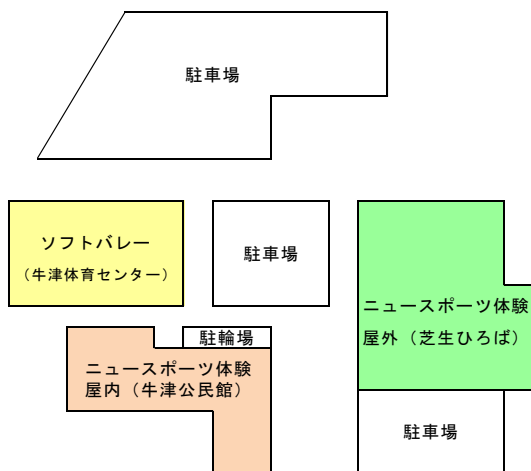 駐車場
ソフトバレー
（牛津体育センター）
駐車場
ニュースポーツ体験
屋外（芝生ひろば）
駐輪場
ニュースポーツ体験
屋内（牛津公民館）
駐車場